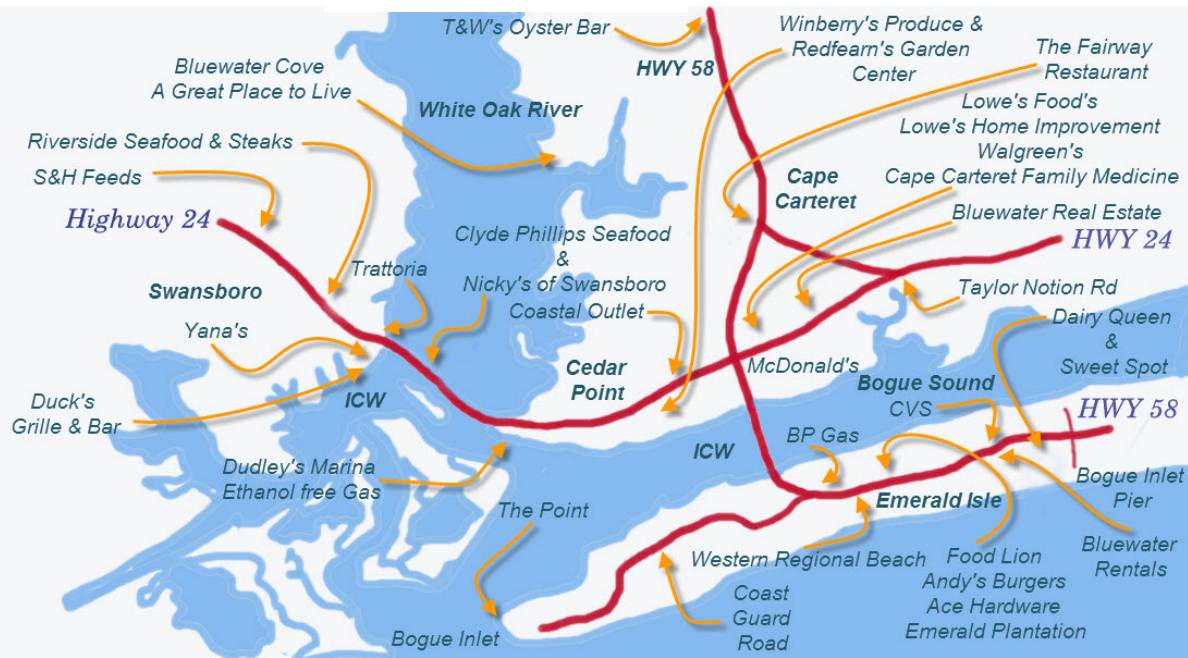 T&W's Oyster Bar
HWY 58
Winberry's Produce &
Redfearn's Garden
Center
The Fairway
Restaurant
Bluewater Cove
A Great Place to Live
White Oak River
Lowe's Food's
Lowe's Home Improvement
Walgreen's
Cape Carteret Family Medicine
Riverside Seafood & Steaks
S&H Feeds
Cape
Carteret
Bluewater Real Estate
Highway 24
HWY 24
Clyde Phillips Seafood
&
Nicky's of Swansboro
Coastal Outlet
Trattoria
Swansboro
Yana's
Taylor Notion Rd
Dairy Queen
&
Sweet Spot
Cedar
Point
McDonald's
Bogue Sound
CVS
HWY 58
Duck's
Grille & Bar
ICW
ICW
BP Gas
Dudley's Marina
Ethanol free Gas
Emerald Isle
Bogue Inlet
Pier
The Point
Western Regional Beach
Bluewater
Rentals
Food Lion
Andy's Burgers
Ace Hardware
Emerald Plantation
Coast
Guard
Road
Bogue Inlet